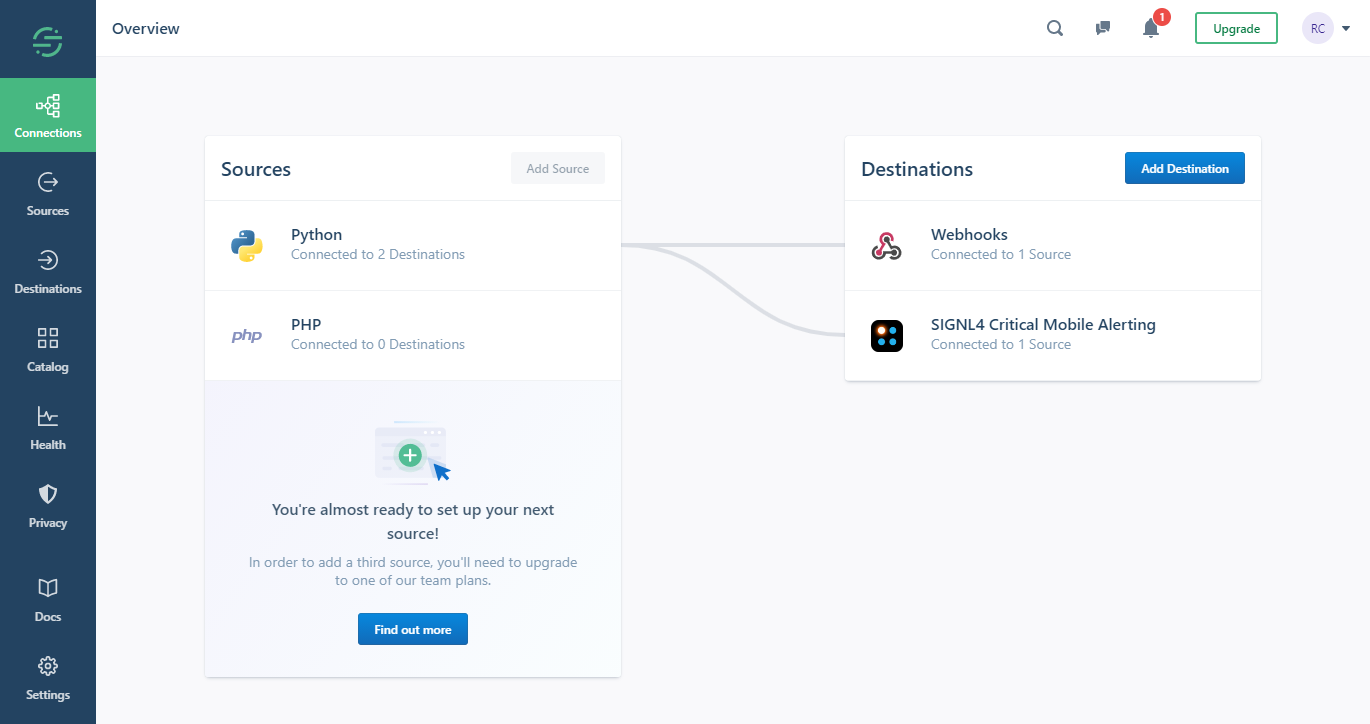 Overview
1
Upgrade
RC
Connections
Sources
Destinations
Catalog
Health
Privacy
Docs
Settings
Sources
Add Source
Python
Connected to 2 Destinations
php
PHP
Connected to 0 Destinations
You're almost ready to set up your next
source!
In order to add a third source, you'll need to upgrade
to one of our team plans.
Find out more
Destinations
Add Destination
Webhooks
Connected to 1 Source
SIGNL4 Critical Mobile Alerting
Connected to 1 Source